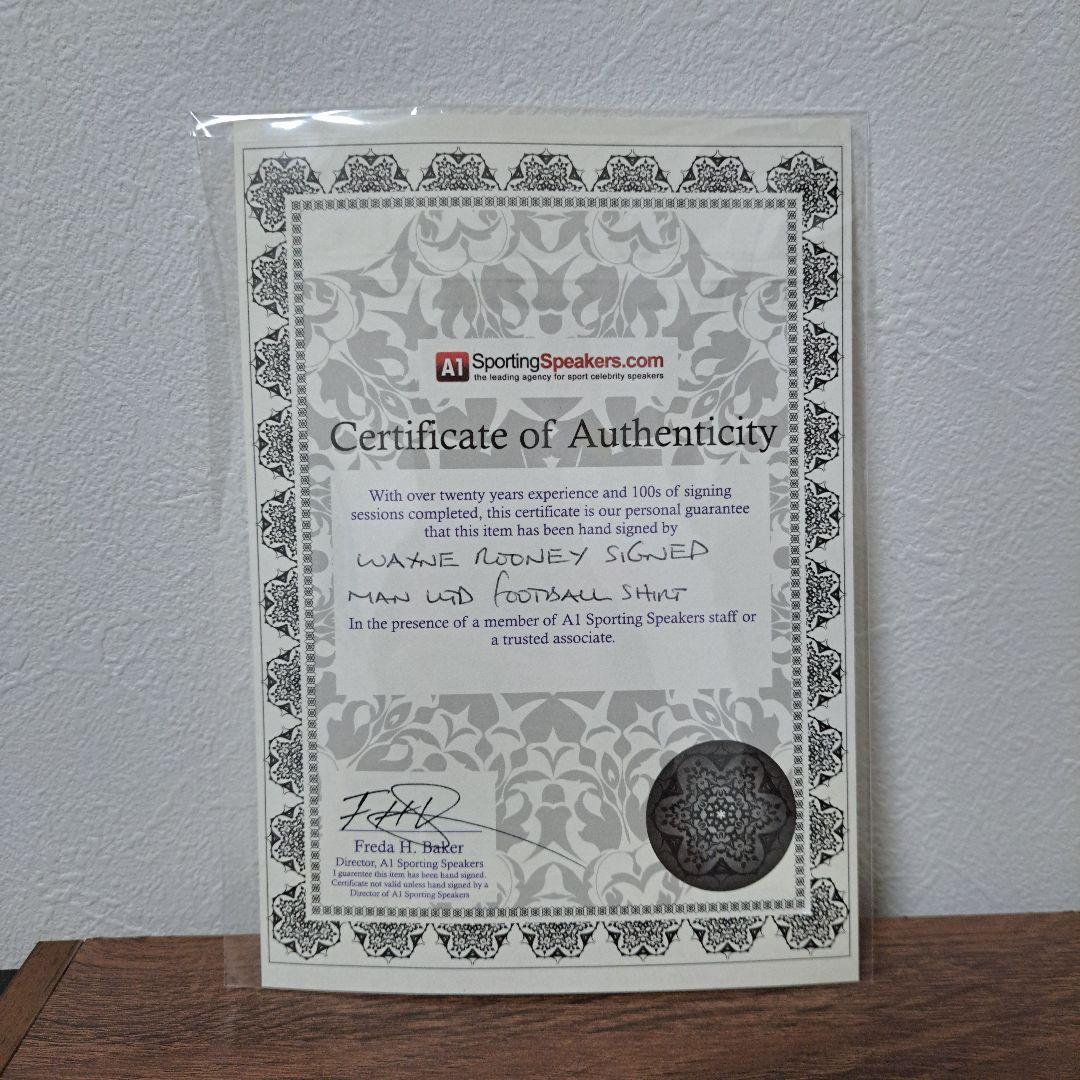 A1 SportingSpeakers.com
the leading agency for sport celebrity speakers
Certificate of Authenticity
With over twenty years experience and 100s of signing
sessions completed, this certificate is our personal guarantee
that this item has been hand signed by
WAYNE ROONEY SIGNED
MAN UTD FOOTBALL SHIRT
In the presence of a member of A1 Sporting Speakers staff or
a trusted associate.
Freda H. Baker
Director, A1 Sporting Speakers
I guarentee this item has been hand signed.
Certificate not valid unless hand signed by a
Director of A1 Sporting Speakers